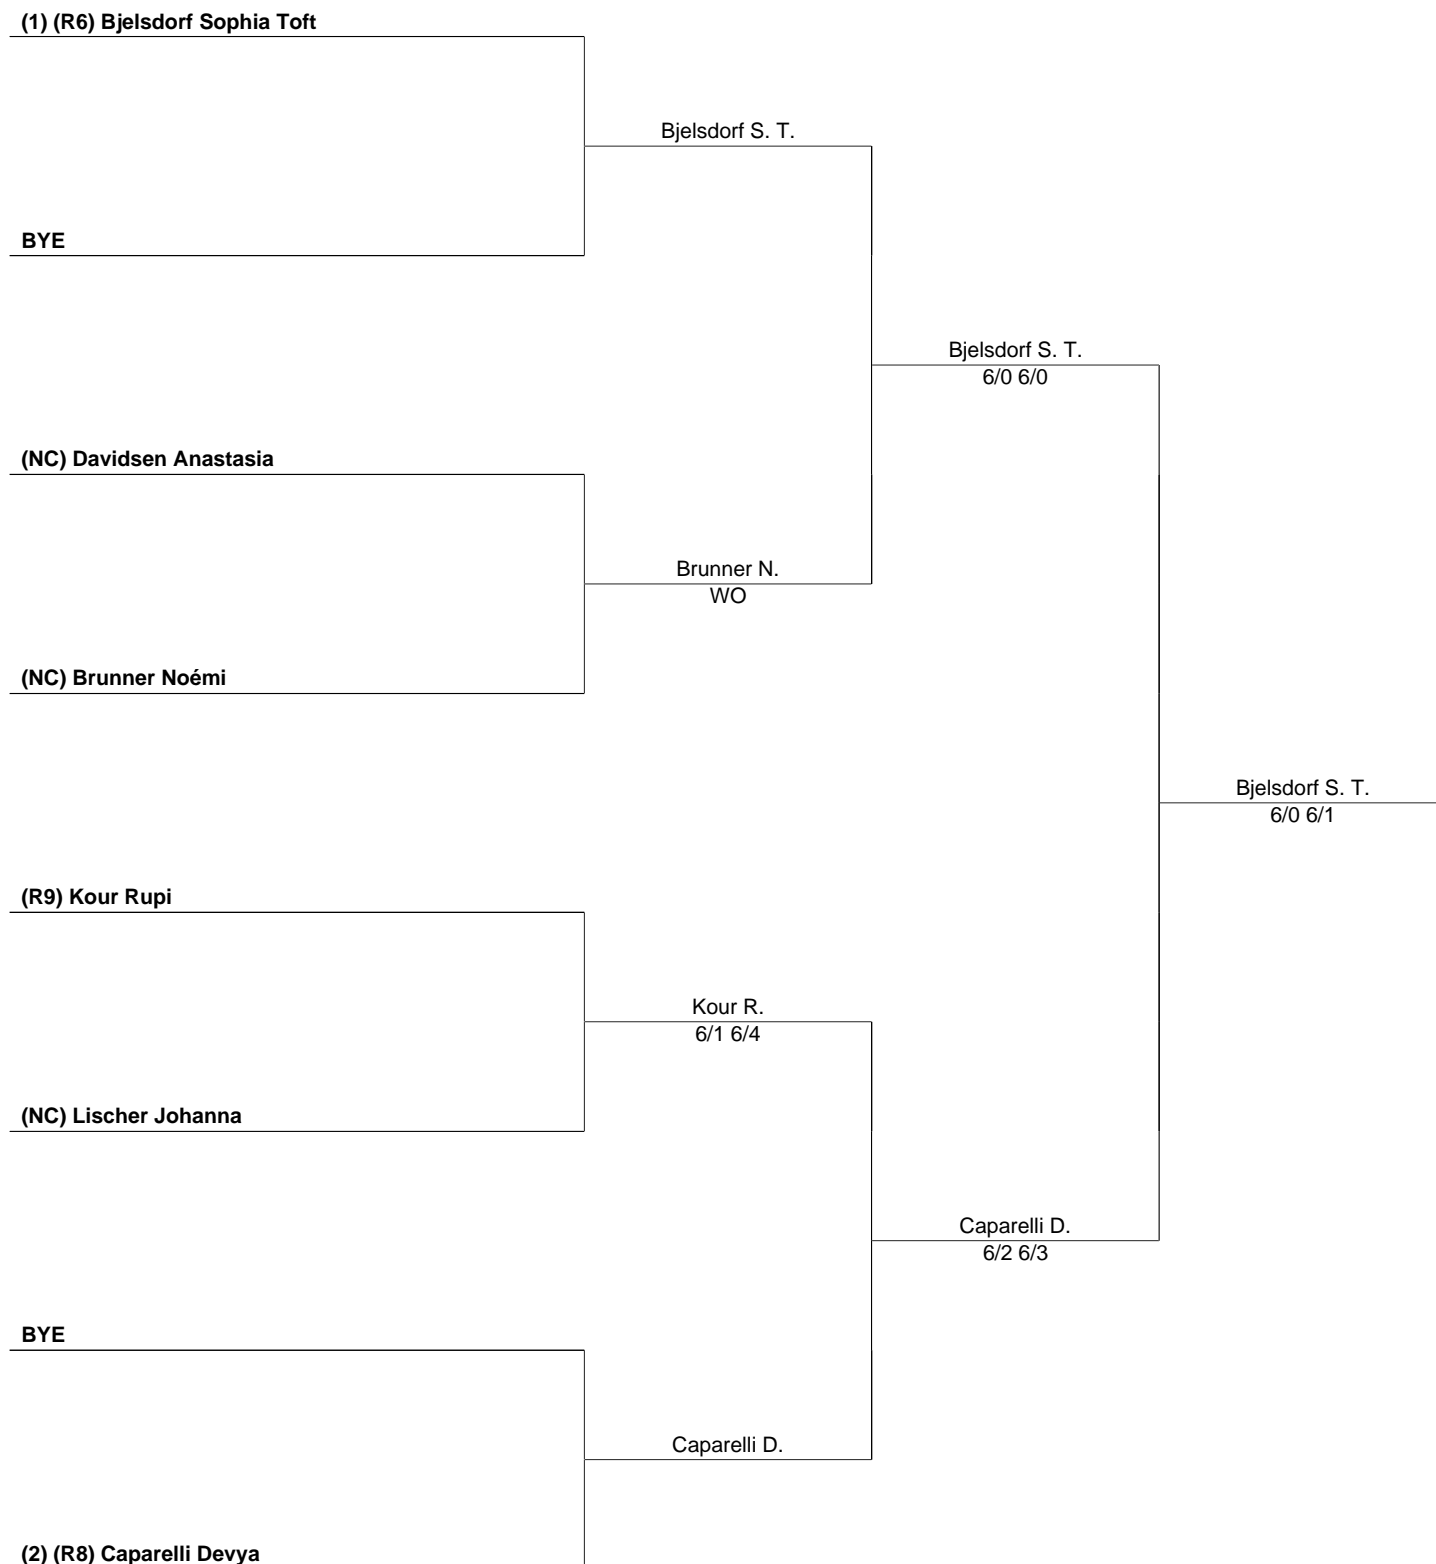 (1) (R6) Bjelsdorf Sophia Toft
Bjelsdorf S. T.
BYE
Bjelsdorf S. T.
6/0 6/0
(NC) Davidsen Anastasia
Brunner N.
WO
(NC) Brunner Noémi
Bjelsdorf S. T.
6/0 6/1
(R9) Kour Rupi
Kour R.
6/1 6/4
(NC) Lischer Johanna
Caparelli D.
6/2 6/3
BYE
Caparelli D.
(2) (R8) Caparelli Devya